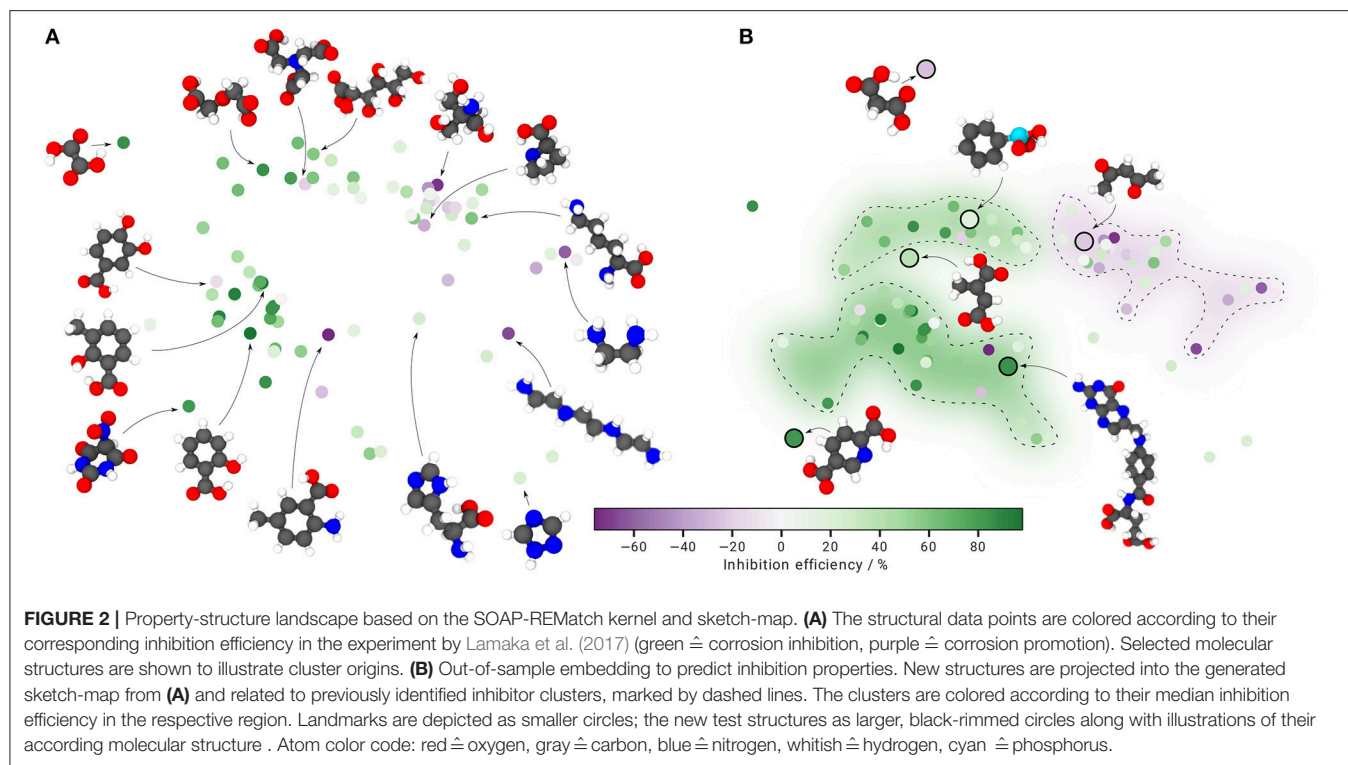 A
B
−60 −40 −20 0 20 40 60 80
Inhibition efficiency / %
FIGURE 2 | Property-structure landscape based on the SOAP-REMatch kernel and sketch-map. (A) The structural data points are colored according to their
corresponding inhibition efficiency in the experiment by Lamaka et al. (2017) (green ≙ corrosion inhibition, purple ≙ corrosion promotion). Selected molecular
structures are shown to illustrate cluster origins. (B) Out-of-sample embedding to predict inhibition properties. New structures are projected into the generated
sketch-map from (A) and related to previously identified inhibitor clusters, marked by dashed lines. The clusters are colored according to their median inhibition
efficiency in the respective region. Landmarks are depicted as smaller circles; the new test structures as larger, black-rimmed circles along with illustrations of their
according molecular structure . Atom color code: red ≙ oxygen, gray ≙ carbon, blue ≙ nitrogen, whitish ≙ hydrogen, cyan ≙ phosphorus.